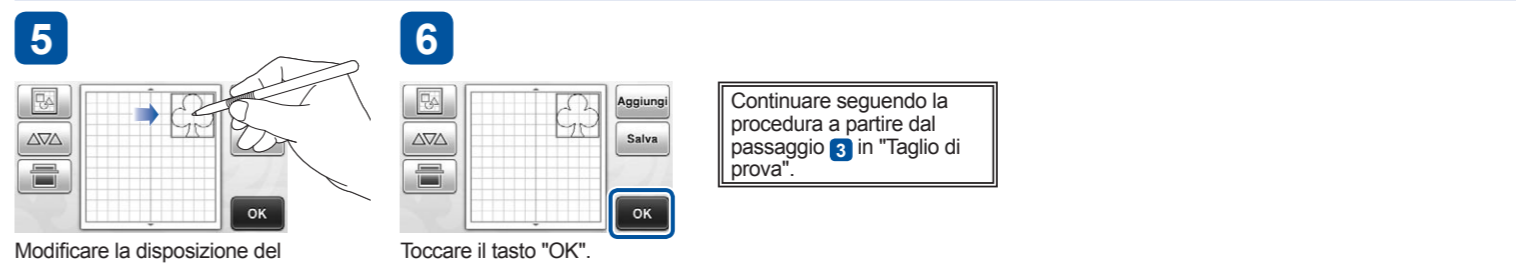 5
OK
Modificare la disposizione del
6
Aggiungi
Salva
OK
Toccare il tasto "OK".
Continuare seguendo la
procedura a partire dal
passaggio 3 in "Taglio di
prova".